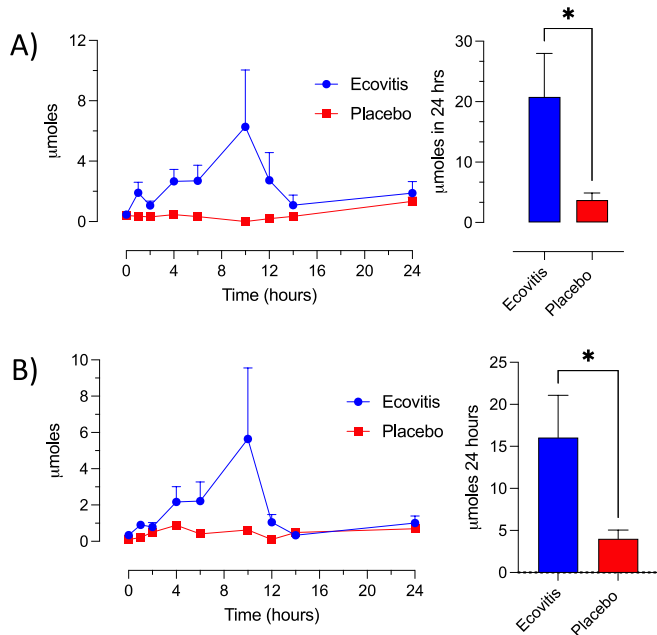 A)
μmoles
12
8
4
0
Ecovitis
Placebo
0 4 8 12 16 20 24
Time (hours)
μmoles in 24 hrs
30
20
10
0
*
Ecovitis
Placebo
B)
μmoles
10
8
6
4
2
0
Ecovitis
Placebo
0 4 8 12 16 20 24
Time (hours)
μmoles 24 hours
25
20
15
10
5
0
*
Ecovitis
Placebo